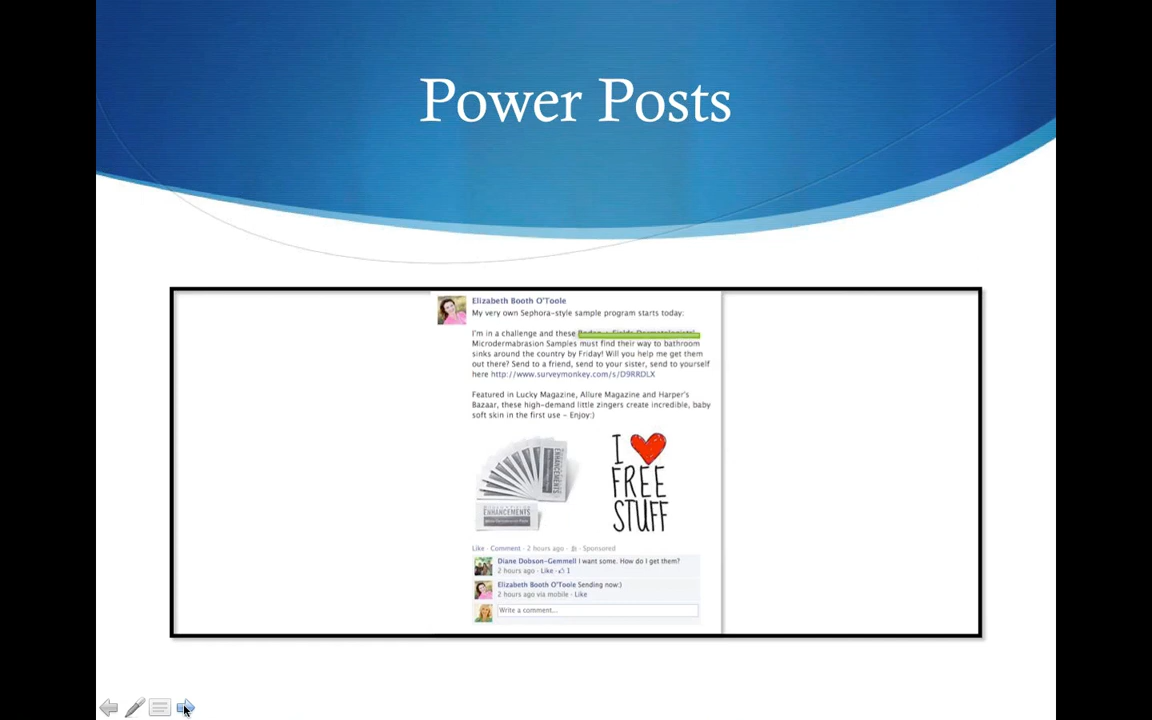 Power Posts
Elizabeth Booth O'Toole
My very own Sephora-style sample program starts today:
I'm in a challenge and these
Microdermabrasion Samples must find their way to bathroom
sinks around the country by Friday! Will you help me get them
out there? Send to a friend, send to your sister, send to yourself
here http://www.surveymonkey.com/s/D9RRDLX
Featured in Lucky Magazine, Allure Magazine and Harper's
Bazaar, these high-demand little zingers create incredible, baby
soft skin in the first use - Enjoy:)
I
FREE
STUFF
ENHANCEMENTS
ENHANCEMENTS
Like · Comment · 2 hours ago · Sponsored
Diane Dobson-Gemmell I want some. How do I get them?
2 hours ago · Like · 1
Elizabeth Booth O'Toole Sending now:)
2 hours ago via mobile · Like
Write a comment...